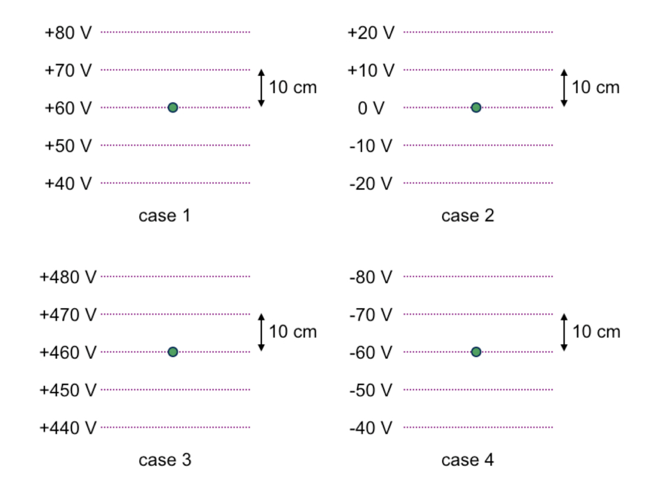 +80 V
+70 V
10 cm
+60 V
+50 V
+40 V
case 1
+20 V
+10 V
10 cm
0 V
-10 V
-20 V
case 2
+480 V
+470 V
10 cm
+460 V
+450 V
+440 V
case 3
-80 V
-70 V
10 cm
-60 V
-50 V
-40 V
case 4